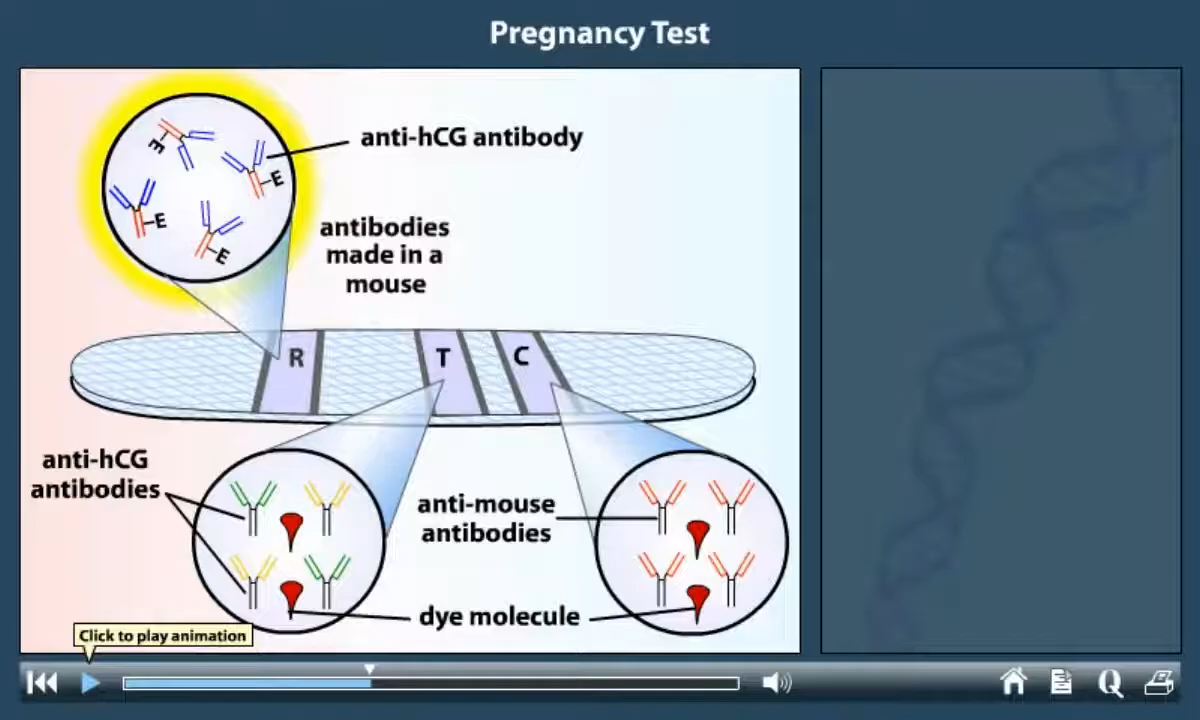 Pregnancy Test
anti-hCG antibody
E
E
E
E
antibodies
made in a
mouse
R
T
C
anti-hCG
antibodies
anti-mouse
antibodies
dye molecule
Click to play animation
Q